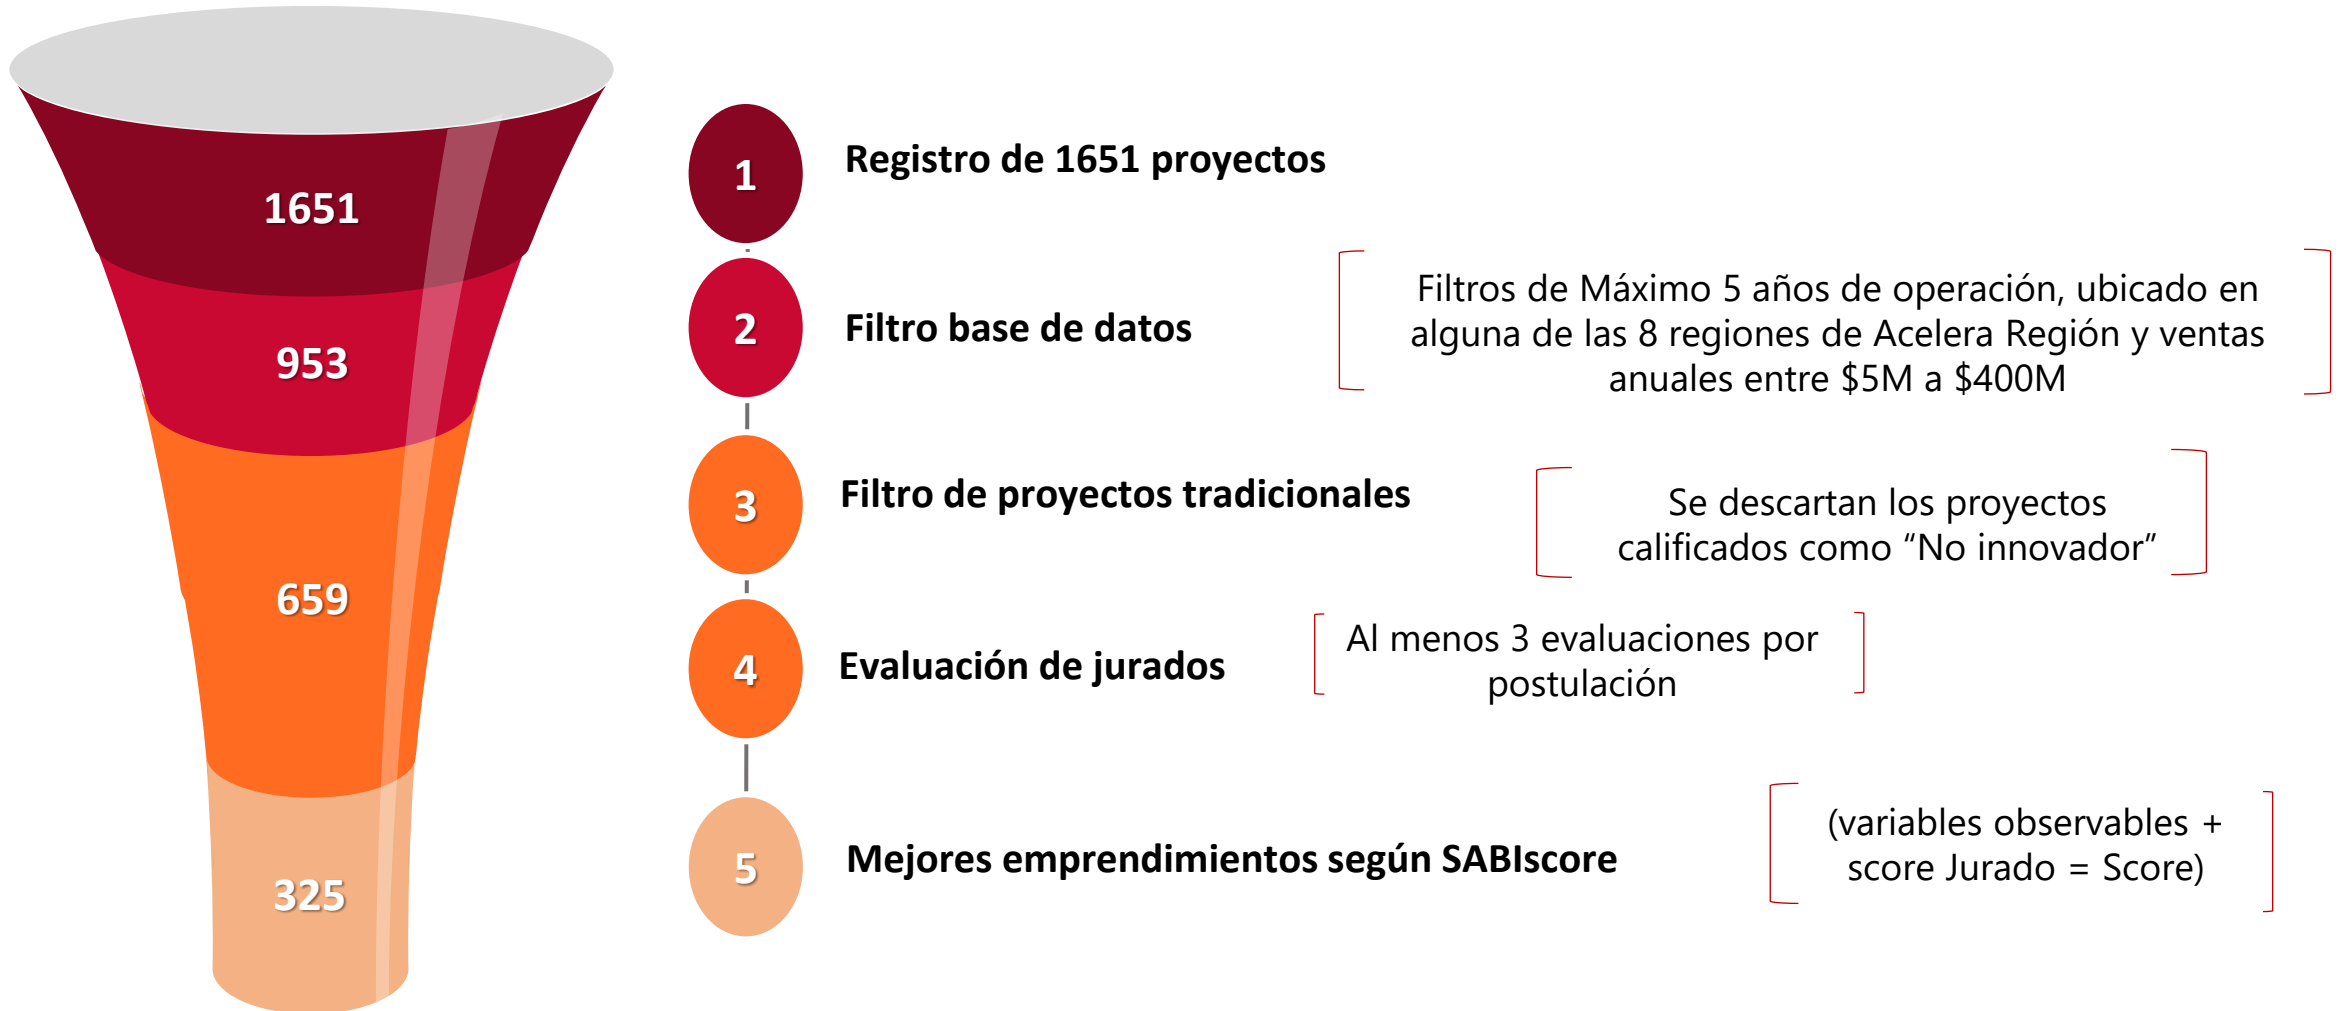 1651
953
659
325
1
Registro de 1651 proyectos
2
Filtro base de datos
Filtros de Máximo 5 años de operación, ubicado en
alguna de las 8 regiones de Acelera Región y ventas
anuales entre $5M a $400M
3
Filtro de proyectos tradicionales
Se descartan los proyectos
calificados como “No innovador”
4
Evaluación de jurados
Al menos 3 evaluaciones por
postulación
5
Mejores emprendimientos según SABIscore
(variables observables +
score Jurado = Score)